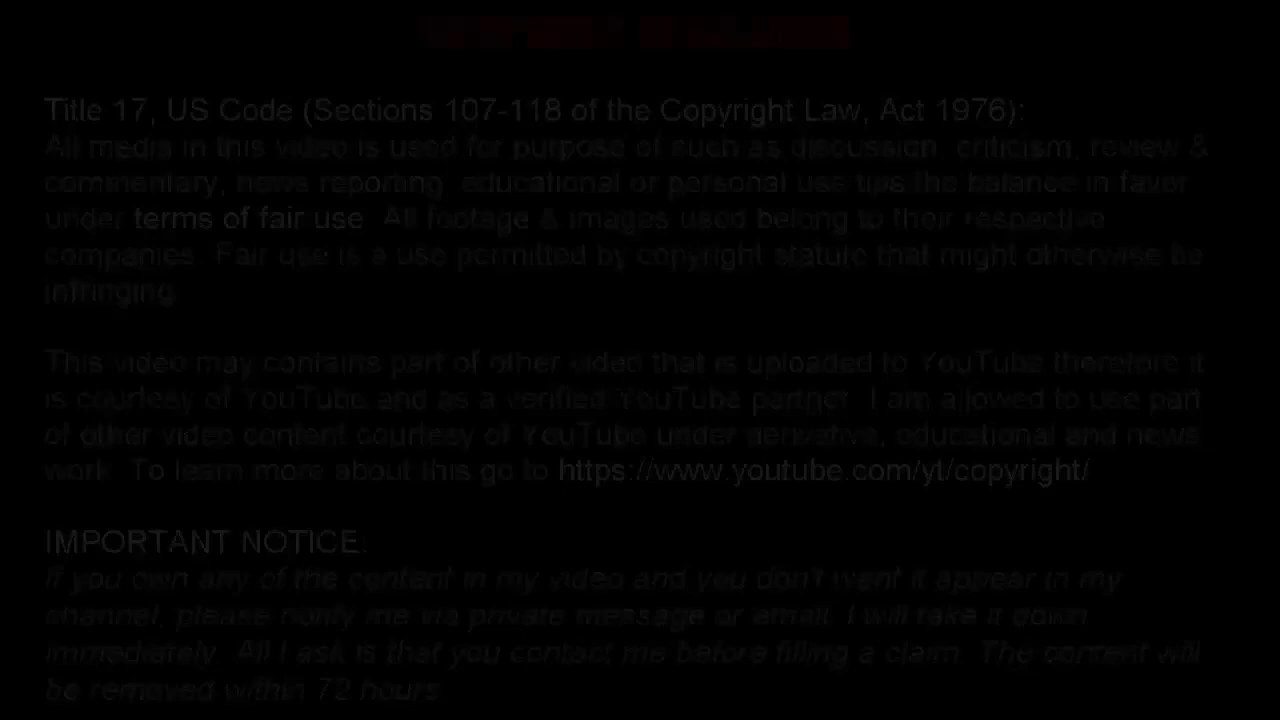 Title 17, US Code (Sections 107-118 of the Copyright Law, Act 1976):
All media in this video is used for purpose of such as discussion, criticism, review &
commentary, news reporting, educational or personal use tips the balance in favor
under terms of fair use. All footage & images used belong to their respective
companies. Fair use is a use permitted by copyright statute that might otherwise be
infringing.
This video may contains part of other video that is uploaded to YouTube therefore it
is courtesy of YouTube and as a verified YouTube partner, I am allowed to use part
of other video content courtesy of YouTube under derivative, educational and news
work. To learn more about this go to https://www.youtube.com/yt/copyright/
IMPORTANT NOTICE:
If you own any of the content in my video and you don't want it appear in my
channel, please notify me via private message or email. I will take it down
immediately. All I ask is that you contact me before filling a claim. The content will
be removed within 72 hours.